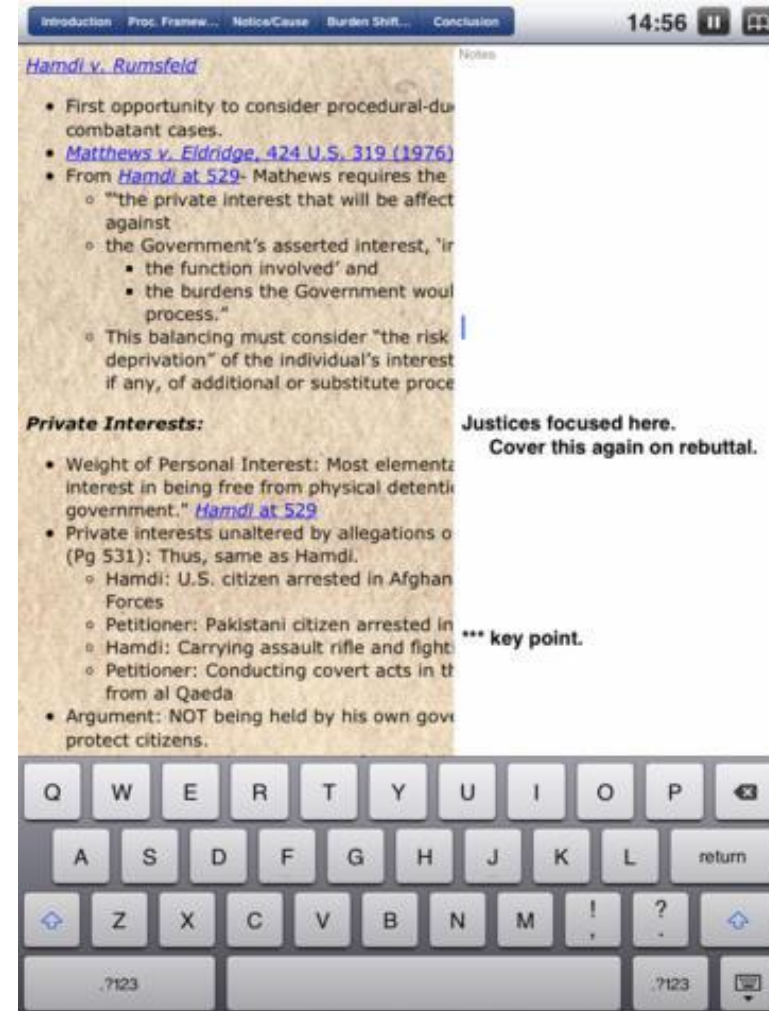 Introduction Proc. Framew... Notice/Cause Burden Shift... Conclusion 14:56
Notes
Hamdi v. Rumsfeld
• First opportunity to consider procedural-du
combatant cases.
• Matthews v. Eldridge, 424 U.S. 319 (1976)
• From Hamdi at 529- Mathews requires the
"'the private interest that will be affect
against
the Government's asserted interest, 'in
▪ the function involved' and
▪ the burdens the Government woul
process."
This balancing must consider "the risk
deprivation" of the individual's interest
if any, of additional or substitute proce
Private Interests:
• Weight of Personal Interest: Most elementa
interest in being free from physical detentio
government." Hamdi at 529
• Private interests unaltered by allegations o
(Pg 531): Thus, same as Hamdi.
Hamdi: U.S. citizen arrested in Afghan
Forces
Petitioner: Pakistani citizen arrested in
Hamdi: Carrying assault rifle and fight
Petitioner: Conducting covert acts in th
from al Qaeda
• Argument: NOT being held by his own gove
protect citizens.
Justices focused here.
Cover this again on rebuttal.
*** key point.
Q W E R T Y U I O P
A S D F G H J K L return
Z X C V B N M ! , ? .
.?123 .?123